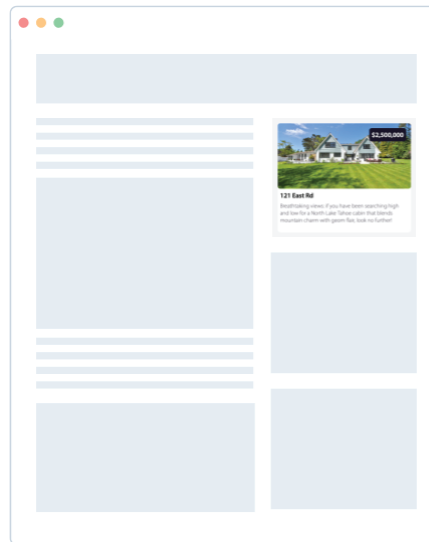 $2,500,000
121 East Rd
Breathtaking views if you have been searching high
and low for a North Lake Tahoe cabin that blends
mountain charm with geom flair, look no further!